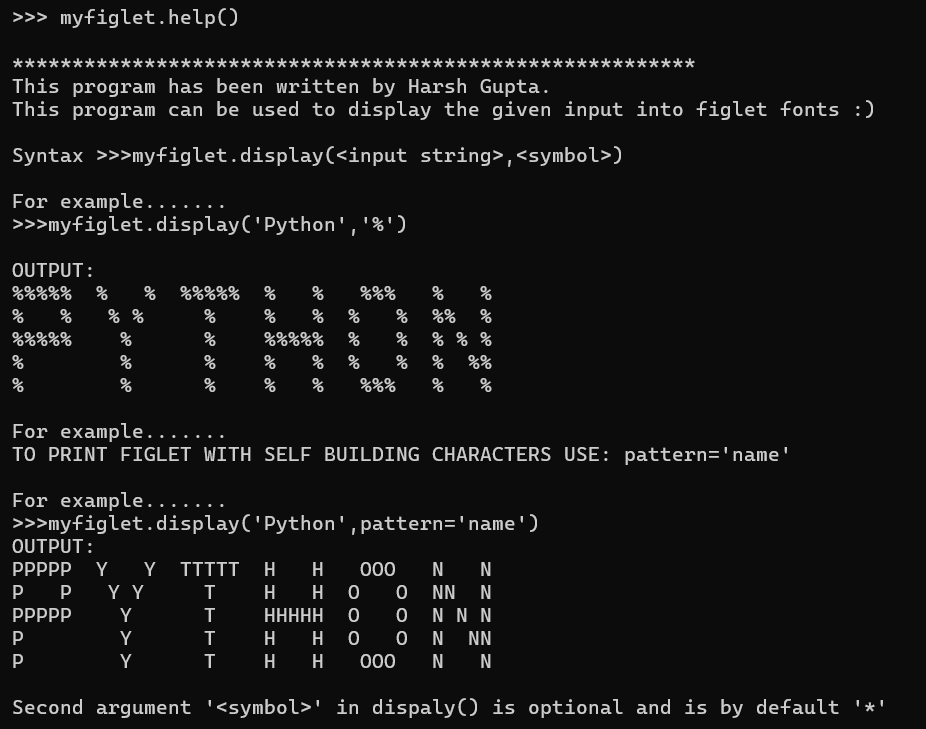 >>> myfiglet.help()

*********************************************************
This program has been written by Harsh Gupta.
This program can be used to display the given input into figlet fonts :)

Syntax >>>myfiglet.display(<input string>,<symbol>)

For example.......
>>>myfiglet.display('Python','%')

OUTPUT:
%%%%%  %   %  %%%%%  %   %   %%%   %   %
%   %   % %     %    %   %  %   %  %%  %
%%%%%    %      %    %%%%%  %   %  % % %
%        %      %    %   %  %   %  %  %%
%        %      %    %   %   %%%   %   %

For example.......
TO PRINT FIGLET WITH SELF BUILDING CHARACTERS USE: pattern='name'

For example.......
>>>myfiglet.display('Python',pattern='name')
OUTPUT:
PPPPP  Y   Y  TTTTT  H   H   OOO   N   N
P   P   Y Y     T    H   H  O   O  NN  N
PPPPP    Y      T    HHHHH  O   O  N N N
P        Y      T    H   H  O   O  N  NN
P        Y      T    H   H   OOO   N   N

Second argument '<symbol>' in dispaly() is optional and is by default '*'